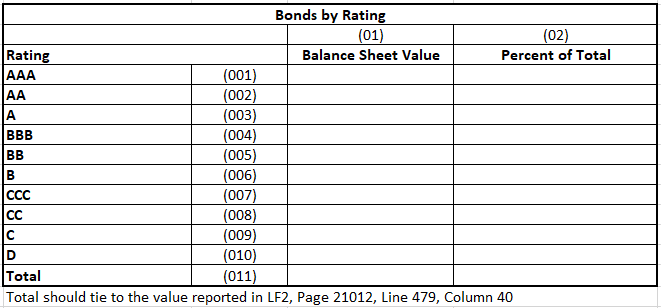 Bonds by Rating
(01) (02)
Rating Balance Sheet Value Percent of Total
AAA (001)
AA (002)
A (003)
BBB (004)
BB (005)
B (006)
CCC (007)
CC (008)
C (009)
D (010)
Total (011)
Total should tie to the value reported in LF2, Page 21012, Line 479, Column 40